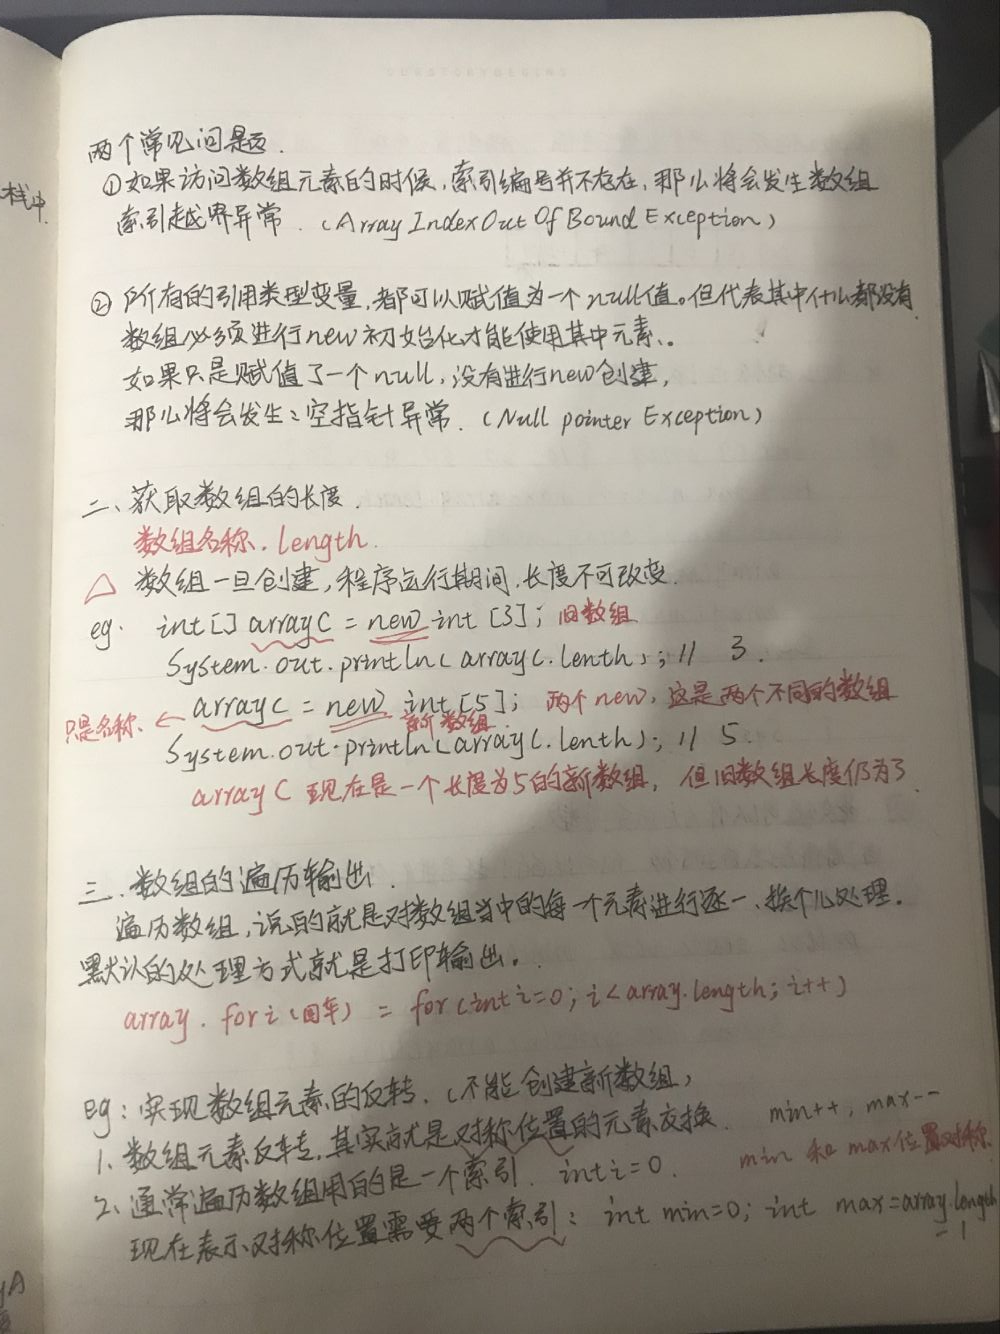 OURSTORYBEGINS
栈中
两个常见问题.
①如果访问数组元素的时候,索引编号并不存在,那么将会发生数组
索引越界异常.(ArrayIndexOutOfBoundException)
②所有的引用类型变量,都可以赋值为一个null值。但代表其中什么都没有
数组必须进行new初始化才能使用其中元素.。
如果只是赋值了一个null,没有进行new创建,
那么将会发生:空指针异常.(Null pointer Exception)
二、获取数组的长度.
数组名称.length.
△ 数组一旦创建,程序运行期间,长度不可改变.
eg. int[] arrayC = new int [3]; 旧数组
System.out.println(arrayC.lenth); // 3.
只是名称. ← arrayC = new int[5]; 两个new,这是两个不同的数组
新数组.
System.out.println(arrayC.lenth); // 5.
arrayC 现在是一个长度为5的新数组, 但旧数组长度仍为3
三.数组的遍历输出.
遍历数组,说的就是对数组当中的每一个元素进行逐一、挨个儿处理.
默认的处理方式就是打印输出。
array.fori(回车) = for(int i=0; i<array.length; i++)
eg:实现数组元素的反转.(不能创建新数组)
1、数组元素反转,其实就是对称位置的元素交换. min++, max--
2、通常遍历数组用的是一个索引. int i=0. min 和 max位置对称.
现在表示对称位置需要两个索引: int min=0; int max=array.length
-1
yA